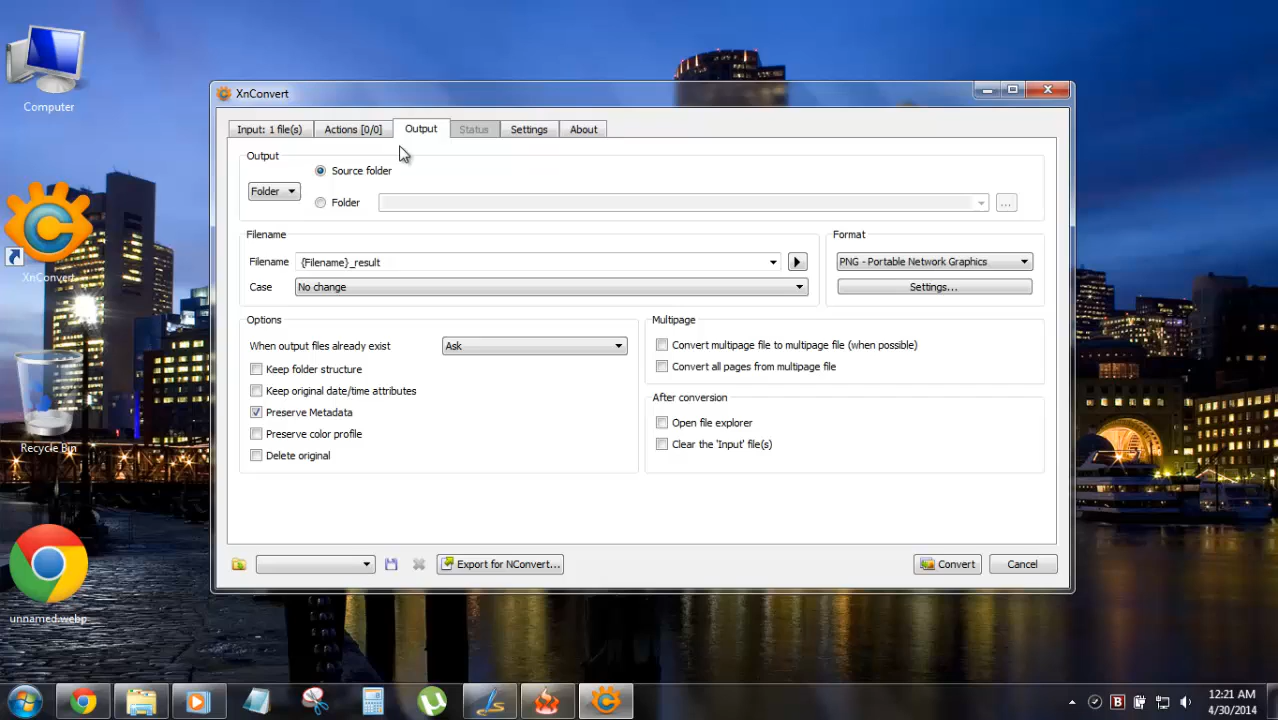 Computer
XnConvert
Recycle Bin
unnamed.webp
XnConvert
Input: 1 file(s)
Actions [0/0]
Output
Status
Settings
About
Output
Folder
Source folder
Folder
...
Filename
Filename
{Filename}_result
Case
No change
Format
PNG - Portable Network Graphics
Settings...
Options
When output files already exist
Ask
Keep folder structure
Keep original date/time attributes
Preserve Metadata
Preserve color profile
Delete original
Multipage
Convert multipage file to multipage file (when possible)
Convert all pages from multipage file
After conversion
Open file explorer
Clear the 'Input' file(s)
Export for NConvert...
Convert
Cancel
B
12:21 AM
4/30/2014